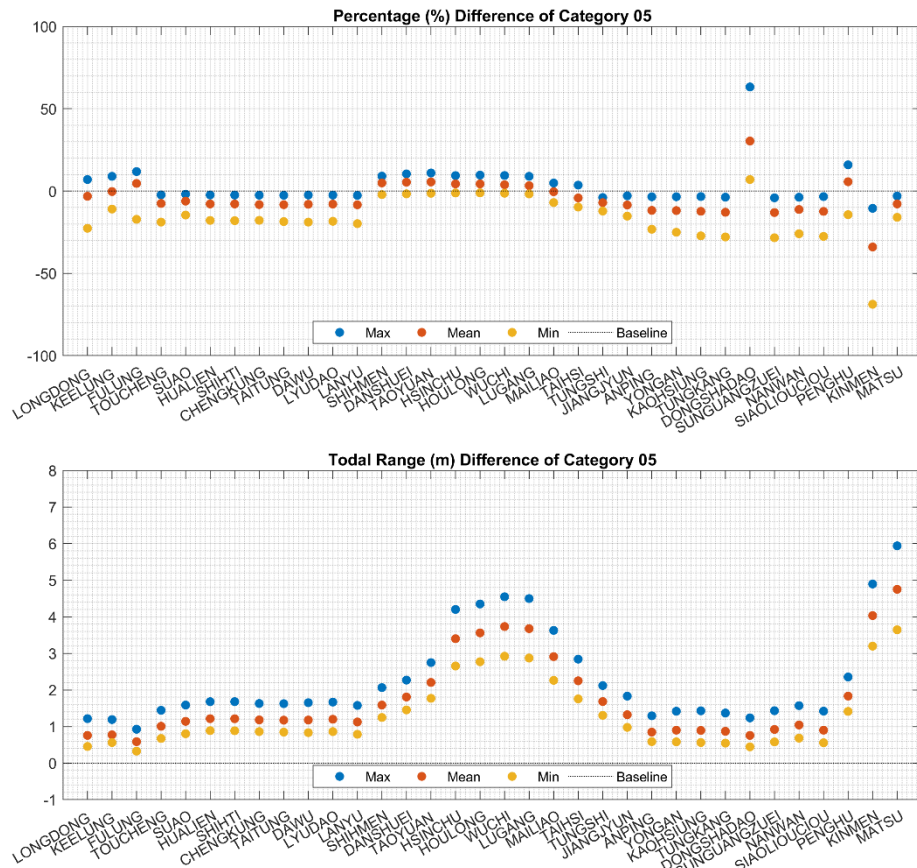 Percentage (%) Difference of Category 05
100
50
0
-50
-100
Max Mean Min Baseline
LONGDONG
KEELUNG
FULUNG
TOUCHENG
SUAO
HUALIEN
SHIHTI
CHENGKUNG
TAITUNG
DAWU
LYUDAO
LANYU
SHIHMEN
DANSHUEI
TAOYUAN
HSINCHU
HOULONG
WUCHI
LUGANG
MAILIAO
TAIHSI
TUNGSHI
JIANGJYUN
ANPING
YONGAN
KAOHSIUNG
TUNGKANG
DONGSHADAO
SUNGUANGZUEI
NANWAN
SIAOLIOUCIOU
PENGHU
KINMEN
MATSU
Todal Range (m) Difference of Category 05
8
7
6
5
4
3
2
1
0
-1
Max Mean Min Baseline
LONGDONG
KEELUNG
FULUNG
TOUCHENG
SUAO
HUALIEN
SHIHTI
CHENGKUNG
TAITUNG
DAWU
LYUDAO
LANYU
SHIHMEN
DANSHUEI
TAOYUAN
HSINCHU
HOULONG
WUCHI
LUGANG
MAILIAO
TAIHSI
TUNGSHI
JIANGJYUN
ANPING
YONGAN
KAOHSIUNG
TUNGKANG
DONGSHADAO
SUNGUANGZUEI
NANWAN
SIAOLIOUCIOU
PENGHU
KINMEN
MATSU